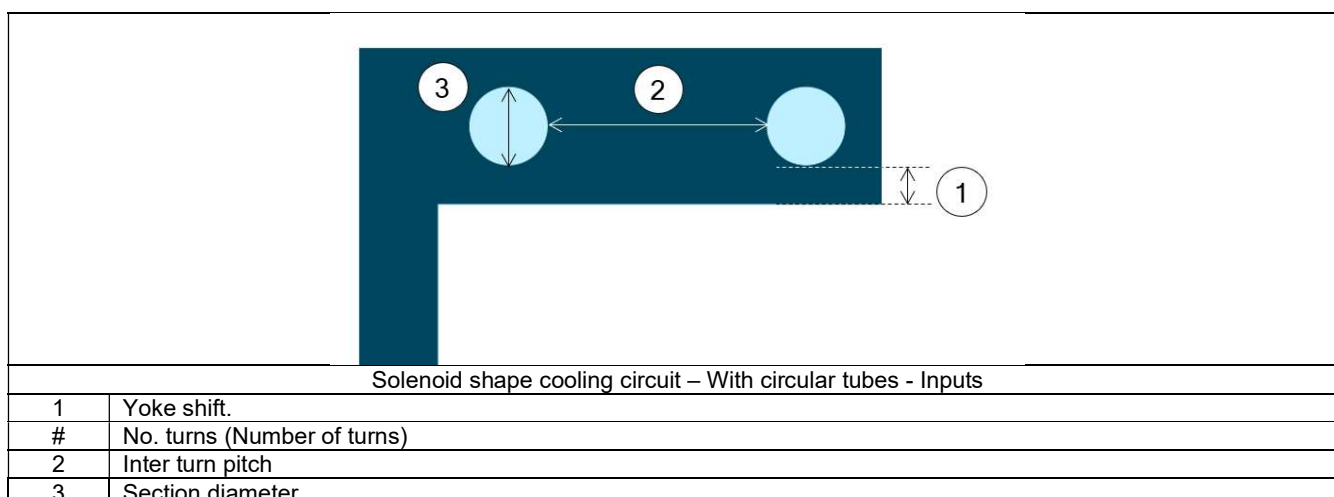 3
2
1
Solenoid shape cooling circuit – With circular tubes - Inputs
1 Yoke shift.
# No. turns (Number of turns)
2 Inter turn pitch
3 Section diameter